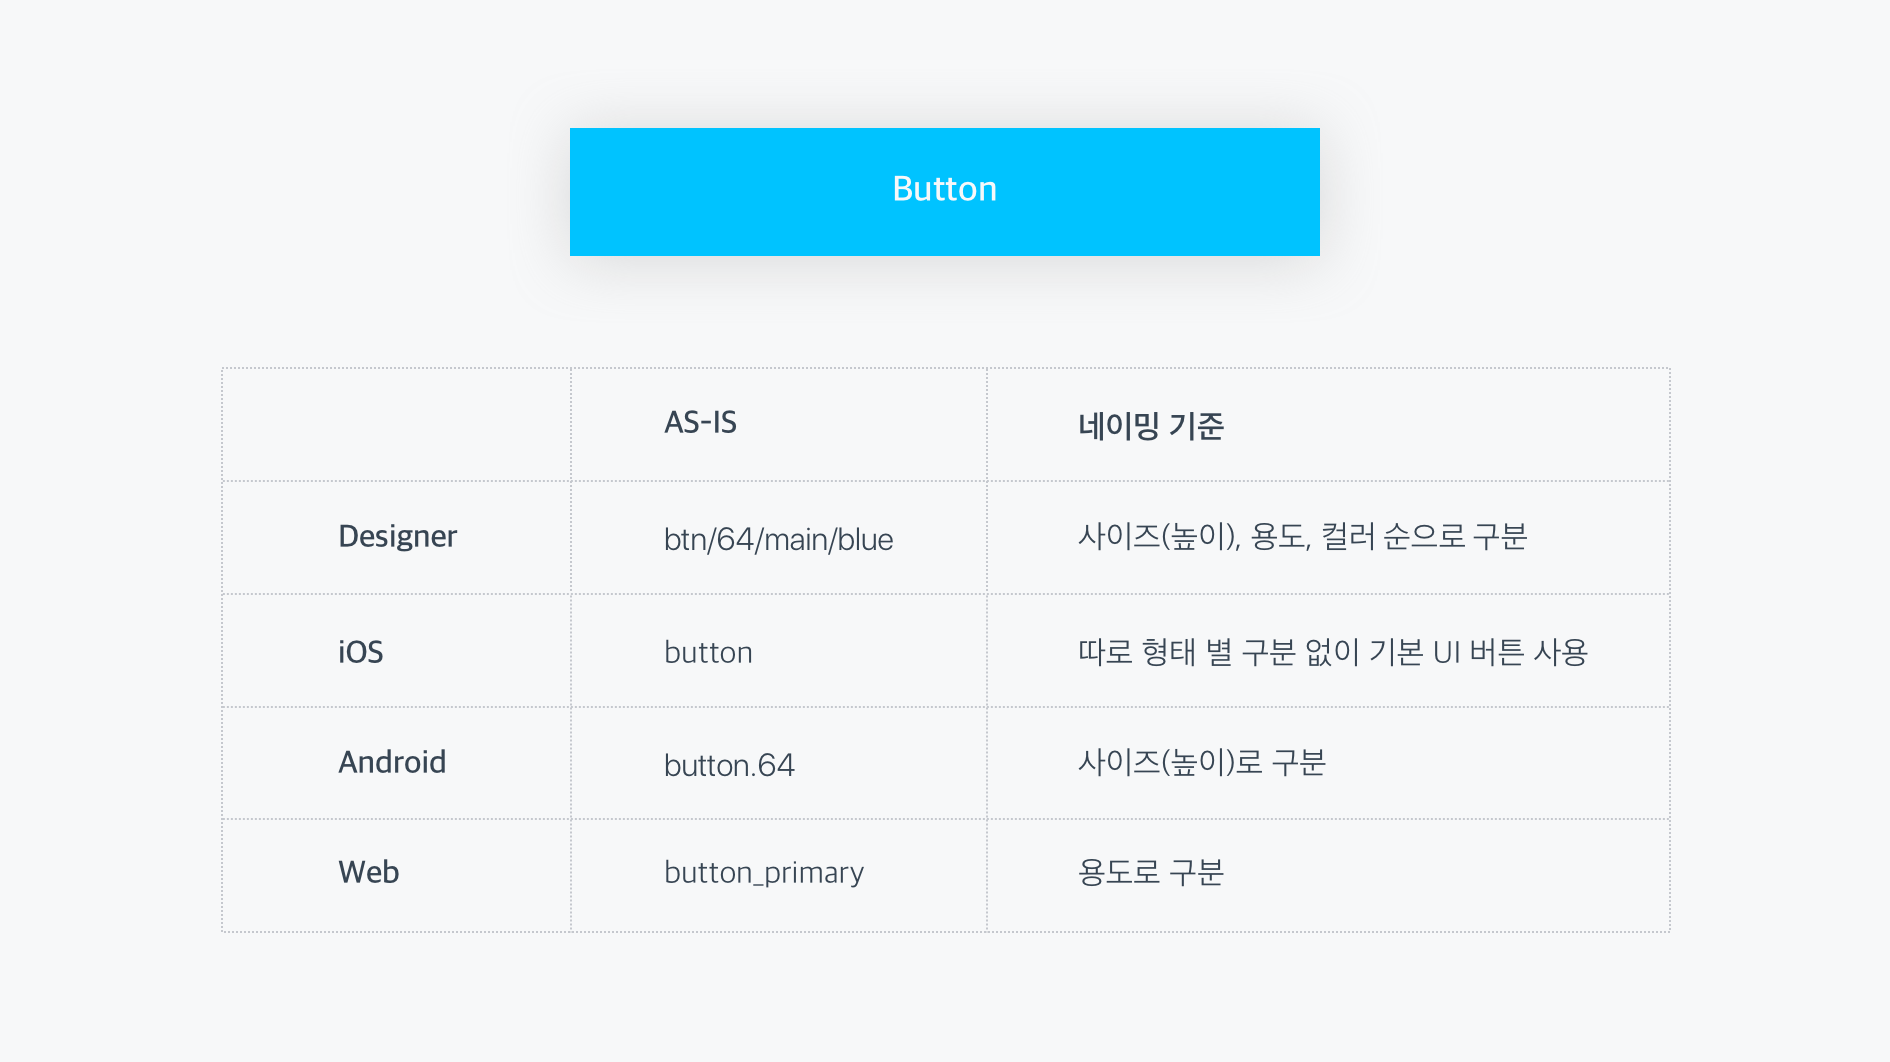 Button
AS-IS 네이밍 기준
Designer btn/64/main/blue 사이즈(높이), 용도, 컬러 순으로 구분
iOS button 따로 형태 별 구분 없이 기본 UI 버튼 사용
Android button.64 사이즈(높이)로 구분
Web button_primary 용도로 구분